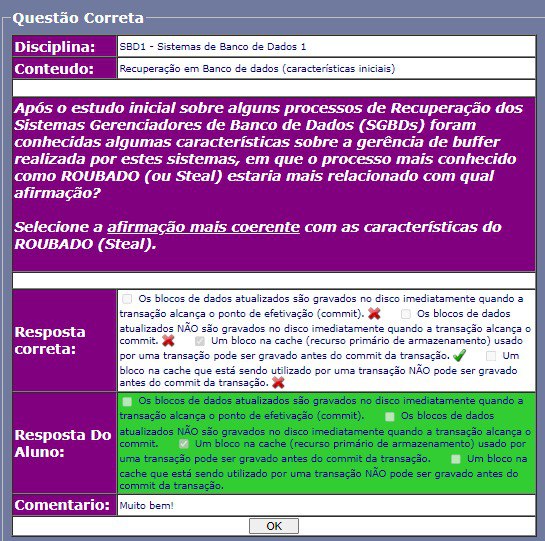 Questão Correta
Disciplina: SBD1 - Sistemas de Banco de Dados 1
Conteudo: Recuperação em Banco de dados (características iniciais)
Após o estudo inicial sobre alguns processos de Recuperação dos
Sistemas Gerenciadores de Banco de Dados (SGBDs) foram
conhecidas algumas características sobre a gerência de buffer
realizada por estes sistemas, em que o processo mais conhecido
como ROUBADO (ou Steal) estaria mais relacionado com qual
afirmação?
Selecione a afirmação mais coerente com as características do
ROUBADO (Steal).
Resposta correta:
Os blocos de dados atualizados são gravados no disco imediatamente quando a
transação alcança o ponto de efetivação (commit). Os blocos de dados
atualizados NÃO são gravados no disco imediatamente quando a transação alcança o
commit. Um bloco na cache (recurso primário de armazenamento) usado
por uma transação pode ser gravado antes do commit da transação. Um
bloco na cache que está sendo utilizado por uma transação NÃO pode ser gravado
antes do commit da transação.
Resposta Do Aluno:
Os blocos de dados atualizados são gravados no disco imediatamente quando a
transação alcança o ponto de efetivação (commit). Os blocos de dados
atualizados NÃO são gravados no disco imediatamente quando a transação alcança o
commit. Um bloco na cache (recurso primário de armazenamento) usado por
uma transação pode ser gravado antes do commit da transação. Um bloco na
cache que está sendo utilizado por uma transação NÃO pode ser gravado antes do
commit da transação.
Comentario: Muito bem!
OK